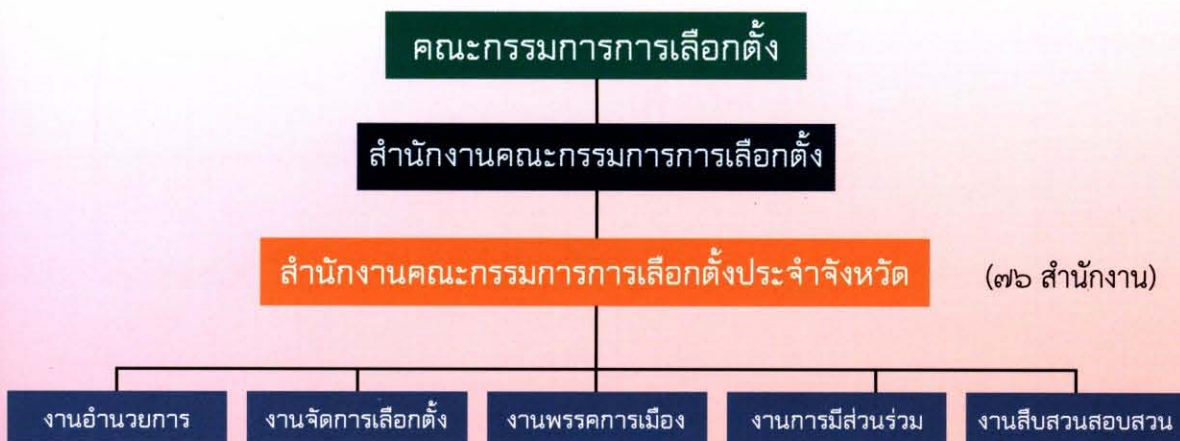 คณะกรรมการการเลือกตั้ง
สำนักงานคณะกรรมการการเลือกตั้ง
สำนักงานคณะกรรมการการเลือกตั้งประจำจังหวัด (๗๖ สำนักงาน)
งานอำนวยการ งานจัดการเลือกตั้ง งานพรรคการเมือง งานการมีส่วนร่วม งานสืบสวนสอบสวน